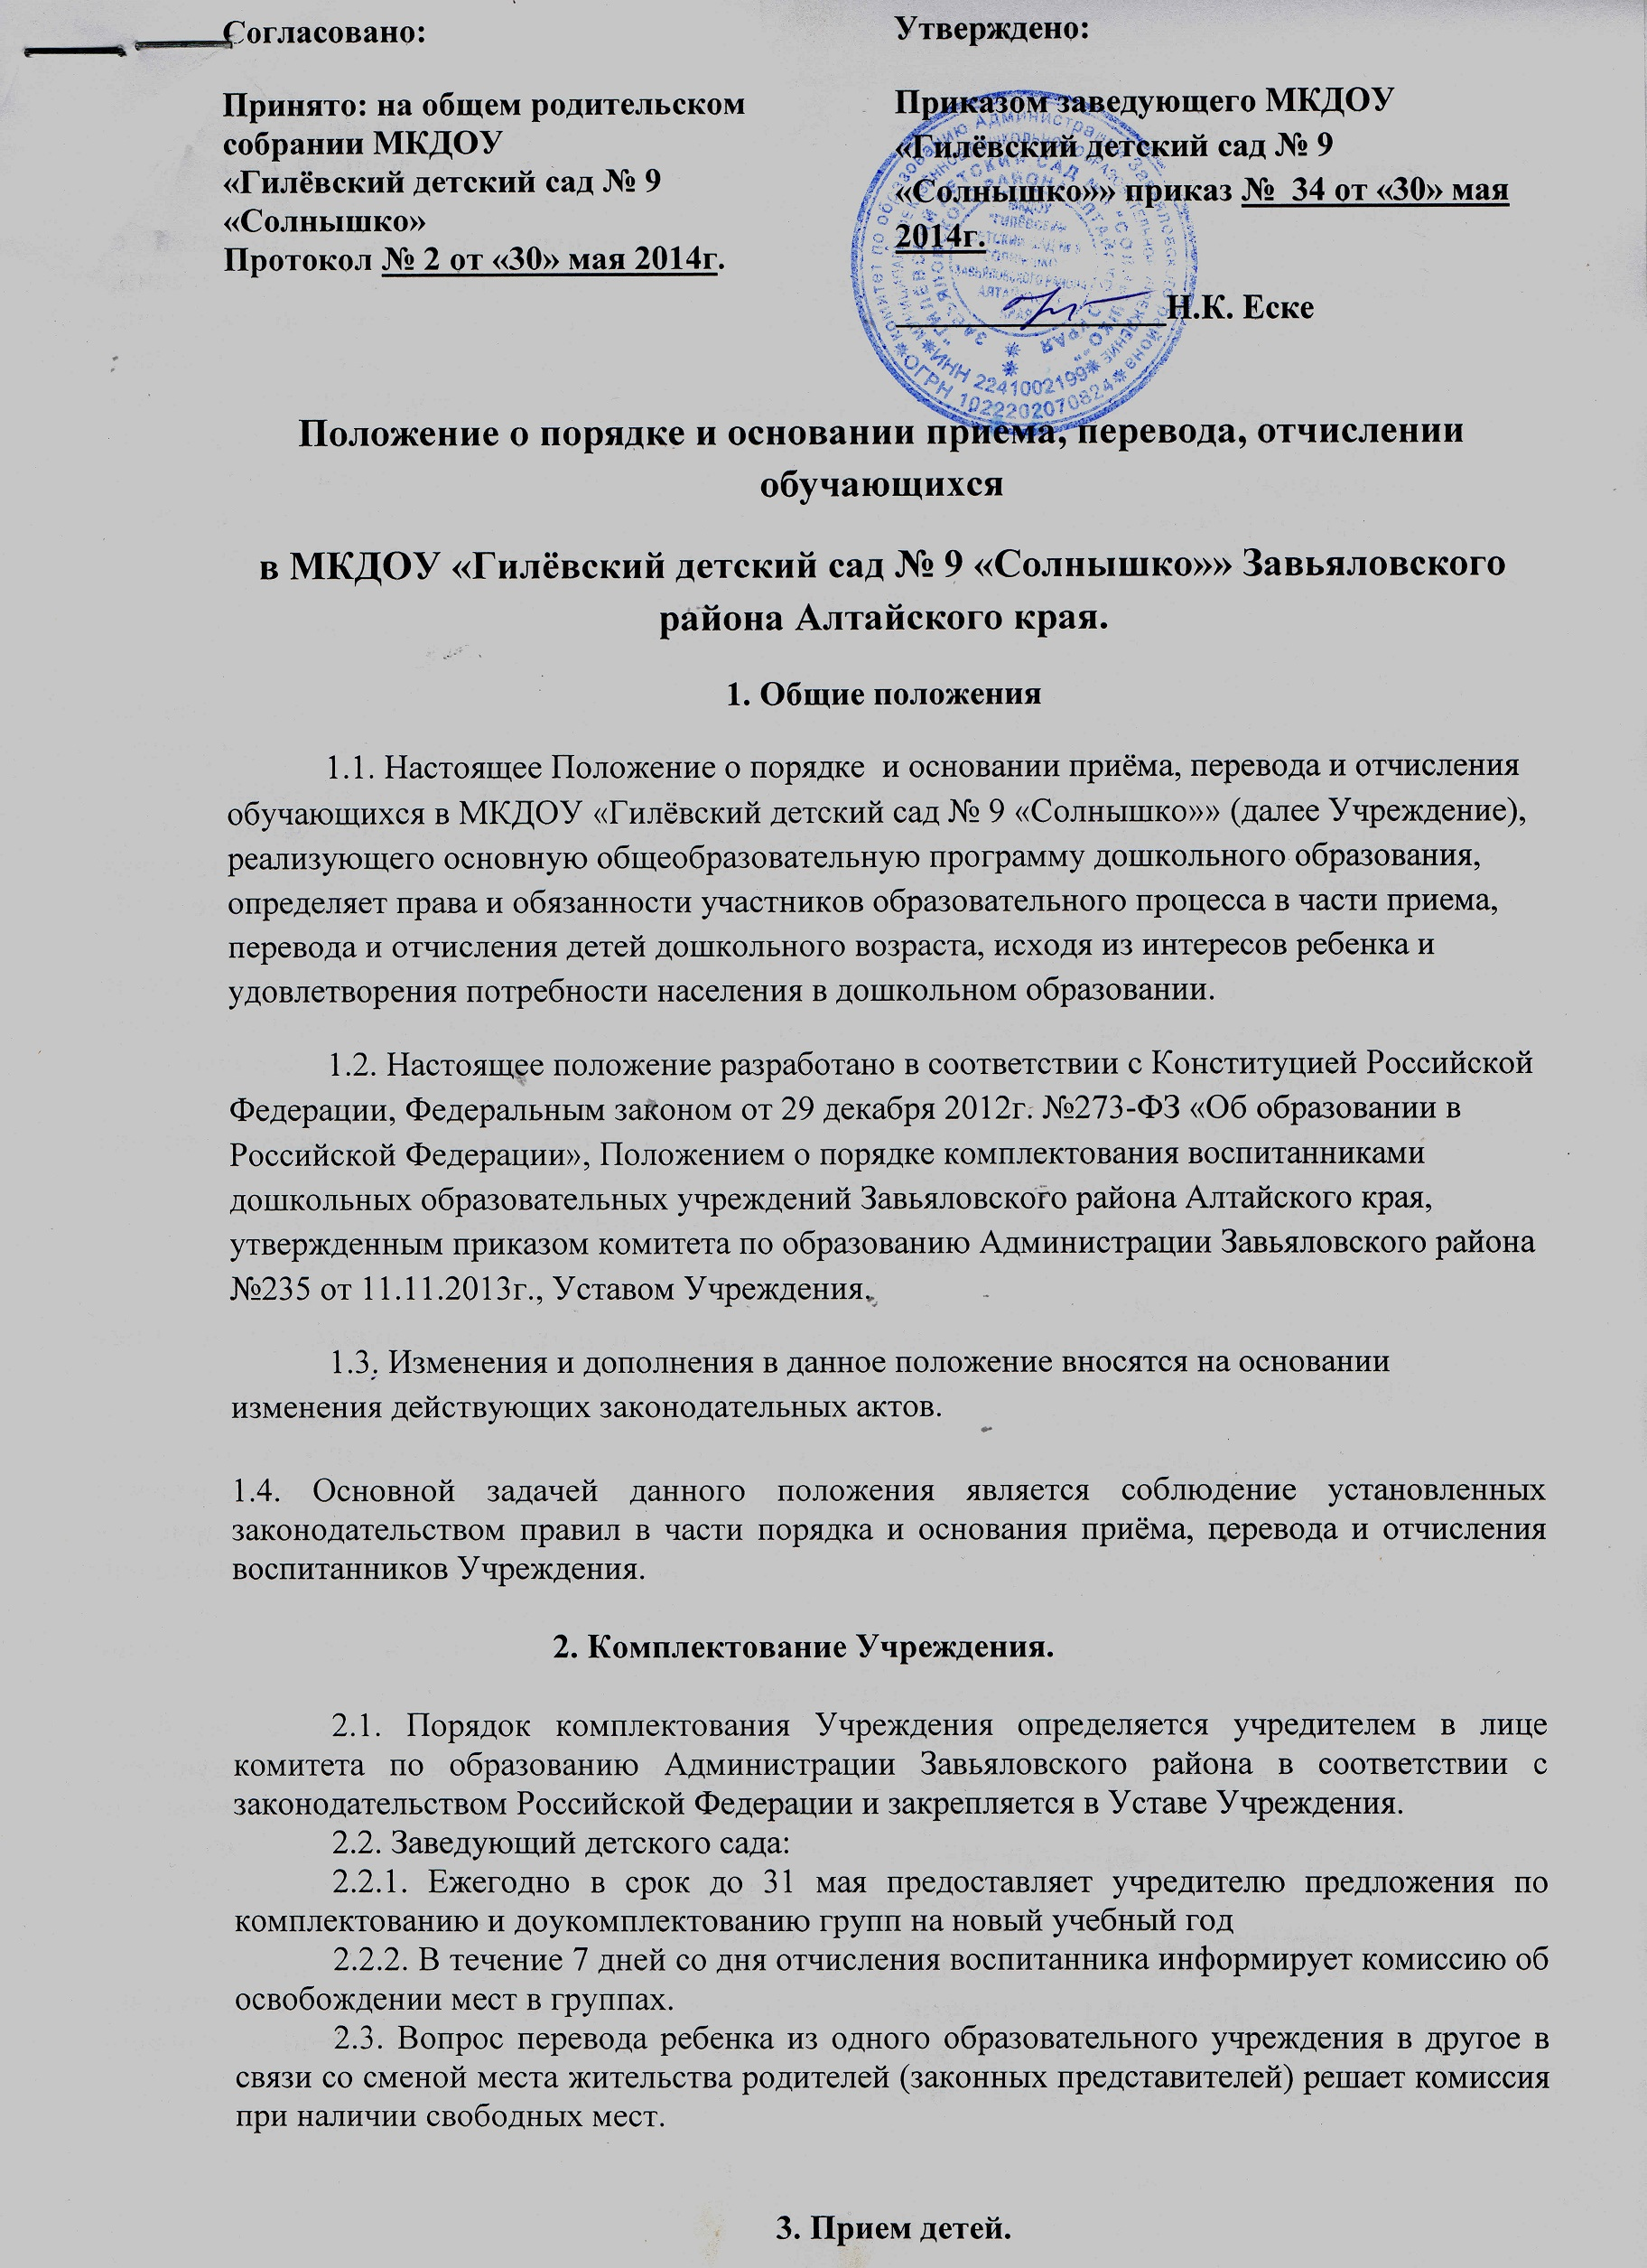 Согласовано:
Принято: на общем родительском
собрании МКДОУ
«Гилёвский детский сад № 9
«Солнышко»
Протокол № 2 от «30» мая 2014г.
Утверждено:
Приказом заведующего МКДОУ
«Гилёвский детский сад № 9
«Солнышко»» приказ № 34 от «30» мая
2014г.
Н.К. Еске
ИНН 2241002199
ОГРН 1022202070824
Положение о порядке и основании приема, перевода, отчислении
обучающихся
в МКДОУ «Гилёвский детский сад № 9 «Солнышко»» Завьяловского
района Алтайского края.
1. Общие положения
1.1. Настоящее Положение о порядке и основании приёма, перевода и отчисления
обучающихся в МКДОУ «Гилёвский детский сад № 9 «Солнышко»» (далее Учреждение),
реализующего основную общеобразовательную программу дошкольного образования,
определяет права и обязанности участников образовательного процесса в части приема,
перевода и отчисления детей дошкольного возраста, исходя из интересов ребенка и
удовлетворения потребности населения в дошкольном образовании.
1.2. Настоящее положение разработано в соответствии с Конституцией Российской
Федерации, Федеральным законом от 29 декабря 2012г. №273-ФЗ «Об образовании в
Российской Федерации», Положением о порядке комплектования воспитанниками
дошкольных образовательных учреждений Завьяловского района Алтайского края,
утвержденным приказом комитета по образованию Администрации Завьяловского района
№235 от 11.11.2013г., Уставом Учреждения.
1.3. Изменения и дополнения в данное положение вносятся на основании
изменения действующих законодательных актов.
1.4. Основной задачей данного положения является соблюдение установленных
законодательством правил в части порядка и основания приёма, перевода и отчисления
воспитанников Учреждения.
2. Комплектование Учреждения.
2.1. Порядок комплектования Учреждения определяется учредителем в лице
комитета по образованию Администрации Завьяловского района в соответствии с
законодательством Российской Федерации и закрепляется в Уставе Учреждения.
2.2. Заведующий детского сада:
2.2.1. Ежегодно в срок до 31 мая предоставляет учредителю предложения по
комплектованию и доукомплектованию групп на новый учебный год
2.2.2. В течение 7 дней со дня отчисления воспитанника информирует комиссию об
освобождении мест в группах.
2.3. Вопрос перевода ребенка из одного образовательного учреждения в другое в
связи со сменой места жительства родителей (законных представителей) решает комиссия
при наличии свободных мест.
3. Прием детей.